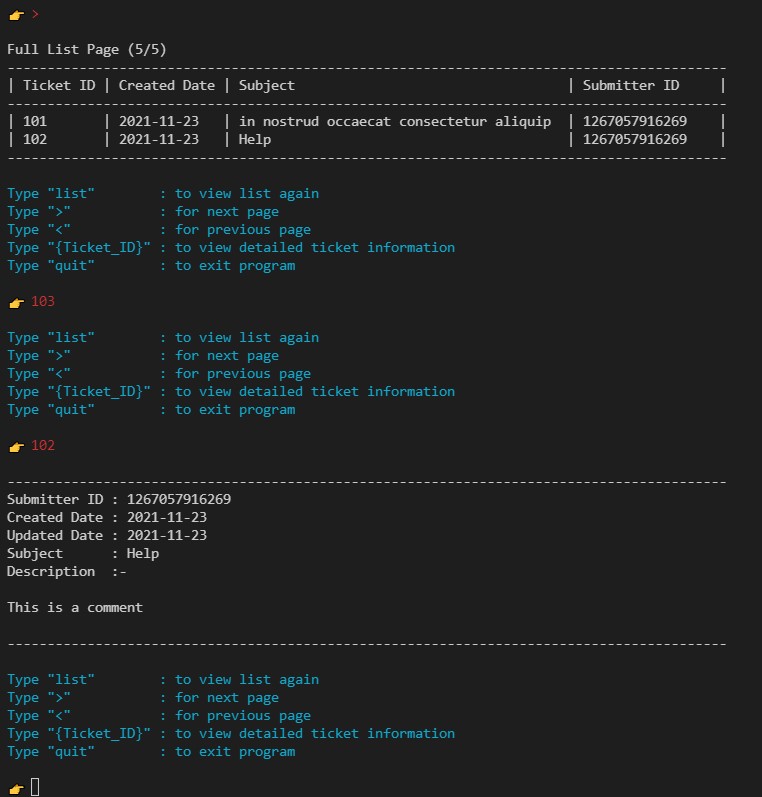 👉 >
Full List Page (5/5)
------------------------------------------------------------------------------------------
| Ticket ID | Created Date | Subject                                  | Submitter ID     |
------------------------------------------------------------------------------------------
| 101       | 2021-11-23   | in nostrud occaecat consectetur aliquip  | 1267057916269    |
| 102       | 2021-11-23   | Help                                     | 1267057916269    |
------------------------------------------------------------------------------------------
Type "list"        : to view list again
Type ">"           : for next page
Type "<"           : for previous page
Type "{Ticket_ID}" : to view detailed ticket information
Type "quit"        : to exit program
👉 103
Type "list"        : to view list again
Type ">"           : for next page
Type "<"           : for previous page
Type "{Ticket_ID}" : to view detailed ticket information
Type "quit"        : to exit program
👉 102
------------------------------------------------------------------------------------------
Submitter ID : 1267057916269
Created Date : 2021-11-23
Updated Date : 2021-11-23
Subject      : Help
Description  :-
This is a comment
------------------------------------------------------------------------------------------
Type "list"        : to view list again
Type ">"           : for next page
Type "<"           : for previous page
Type "{Ticket_ID}" : to view detailed ticket information
Type "quit"        : to exit program
👉